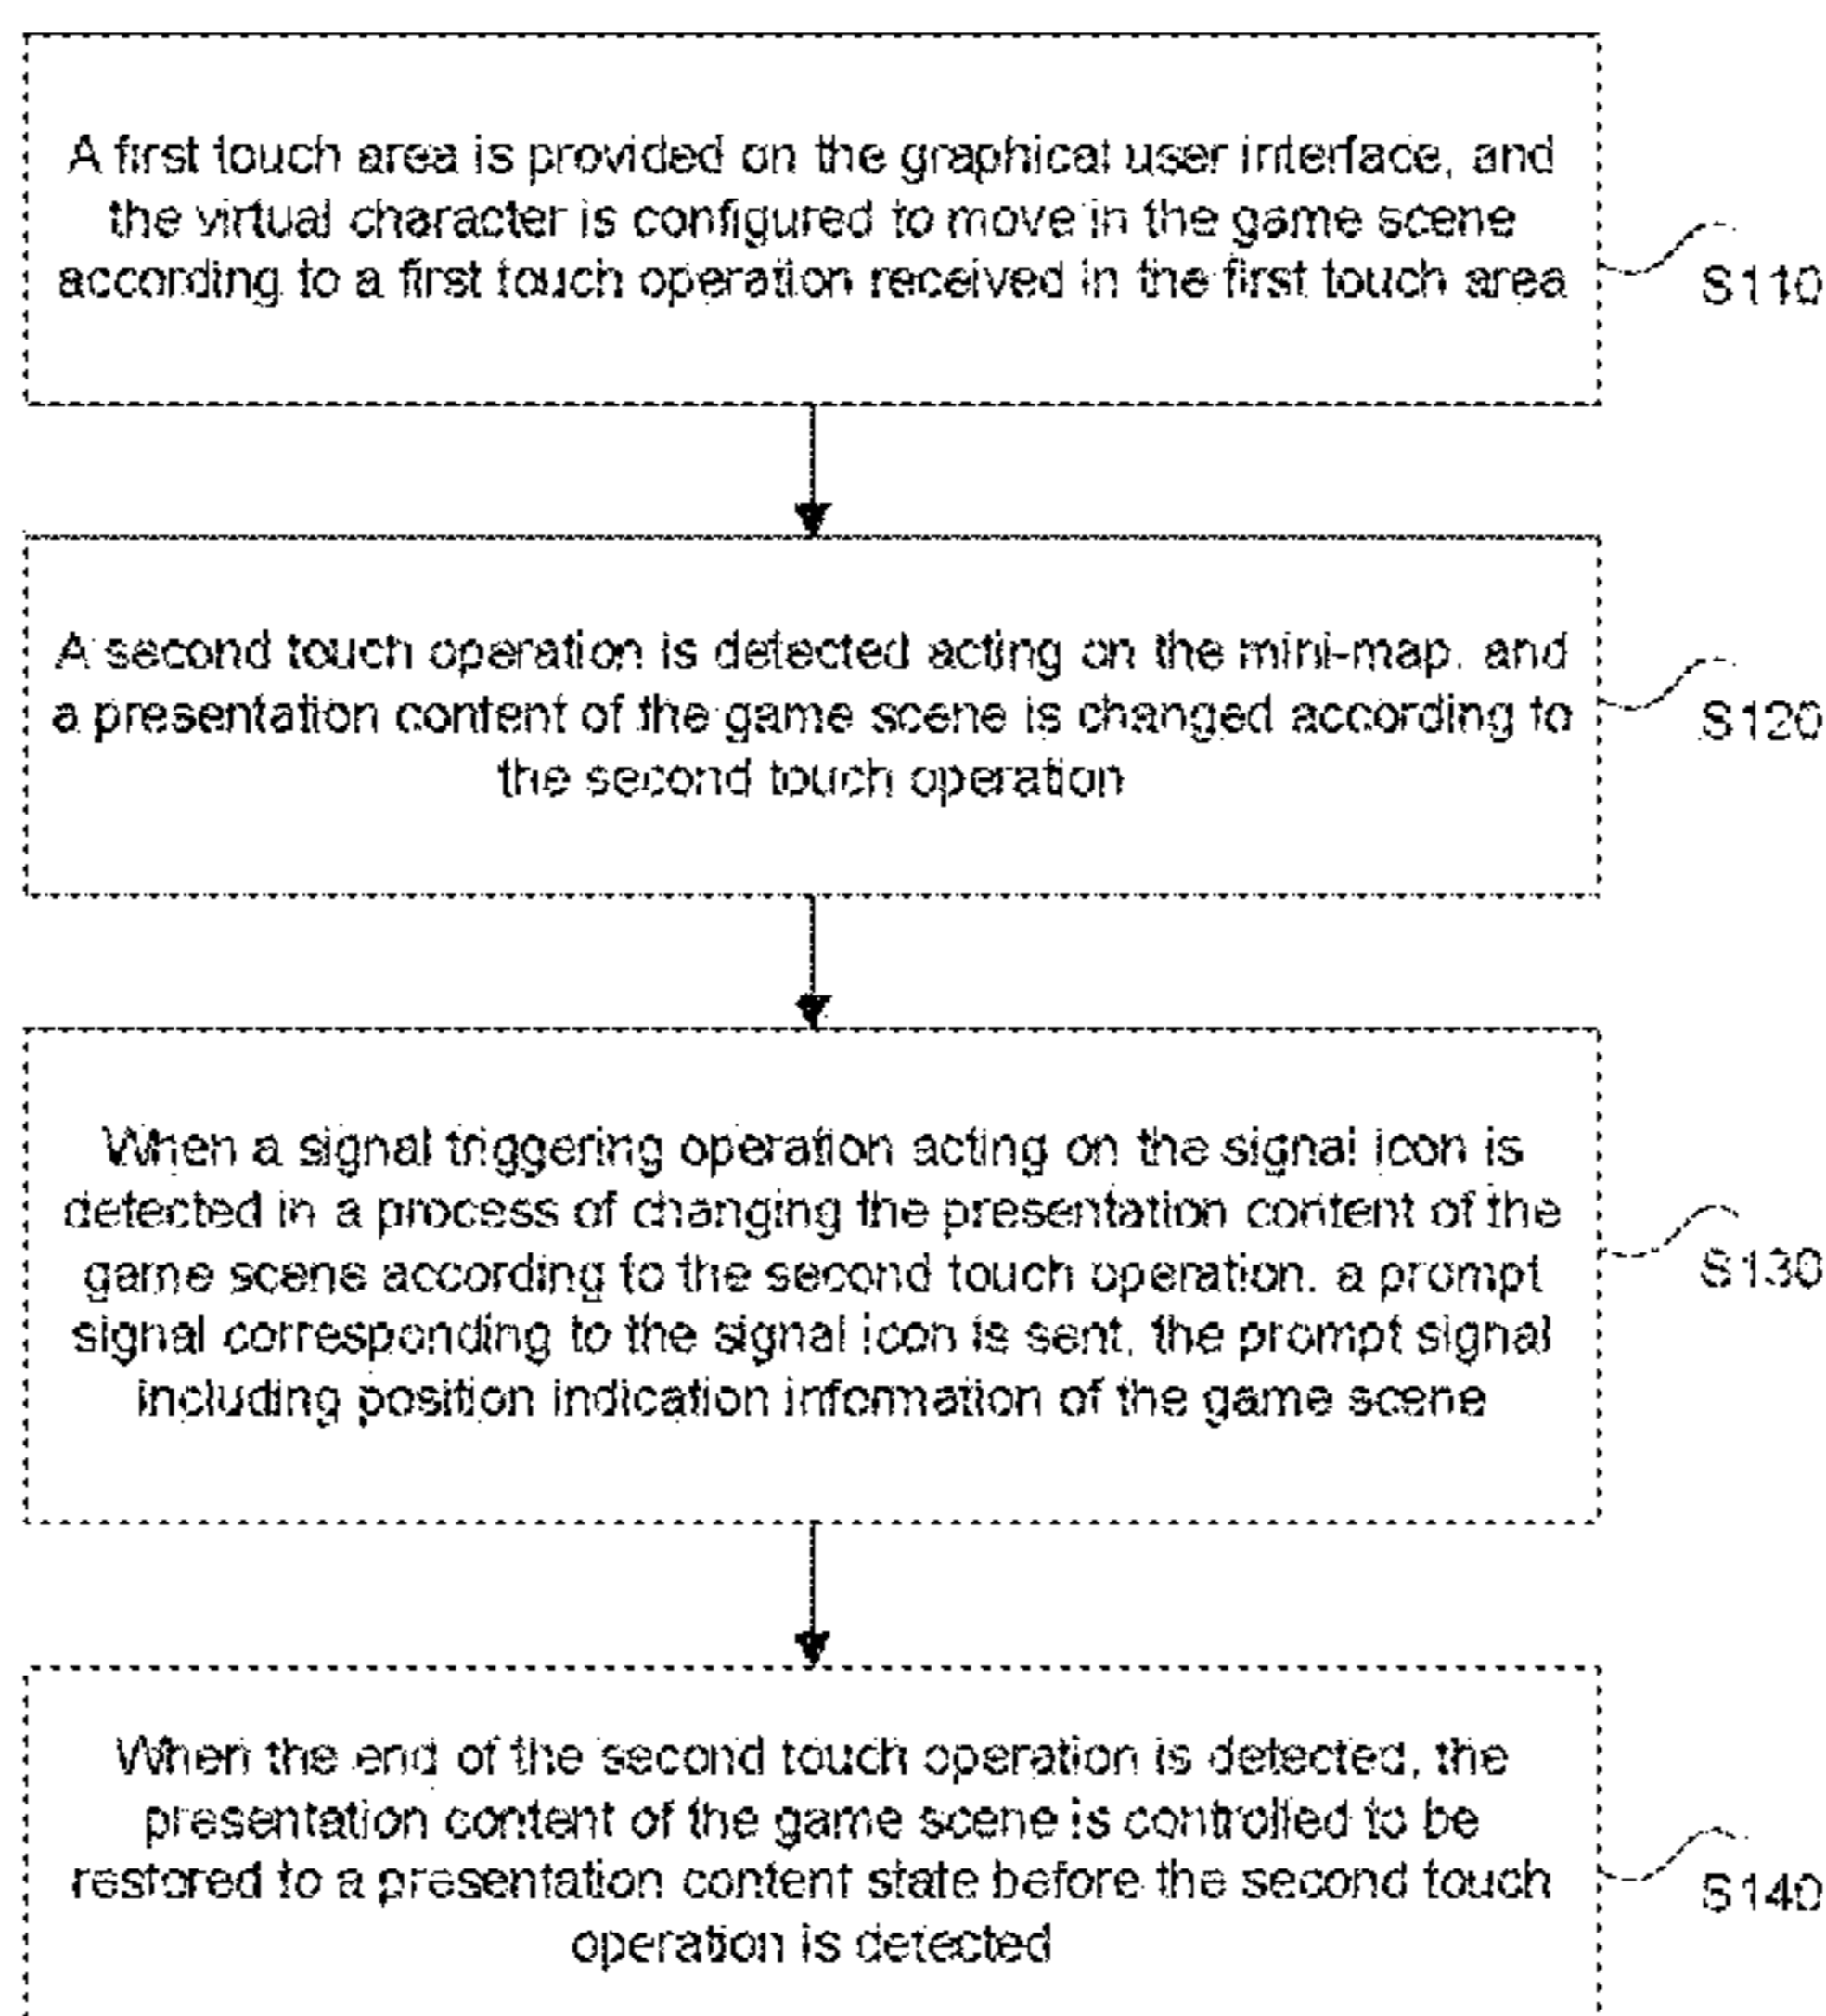 A first touch area is provided on the graphical user interface, and
the virtual character is configured to move in the game scene
according to a first touch operation received in the first touch area
S110
A second touch operation is detected acting on the mini-map, and
a presentation content of the game scene is changed according to
the second touch operation
S120
When a signal triggering operation acting on the signal icon is
detected in a process of changing the presentation content of the
game scene according to the second touch operation, a prompt
signal corresponding to the signal icon is sent, the prompt signal
including position indication information of the game scene
S130
When the end of the second touch operation is detected, the
presentation content of the game scene is controlled to be
restored to a presentation content state before the second touch
operation is detected
S140